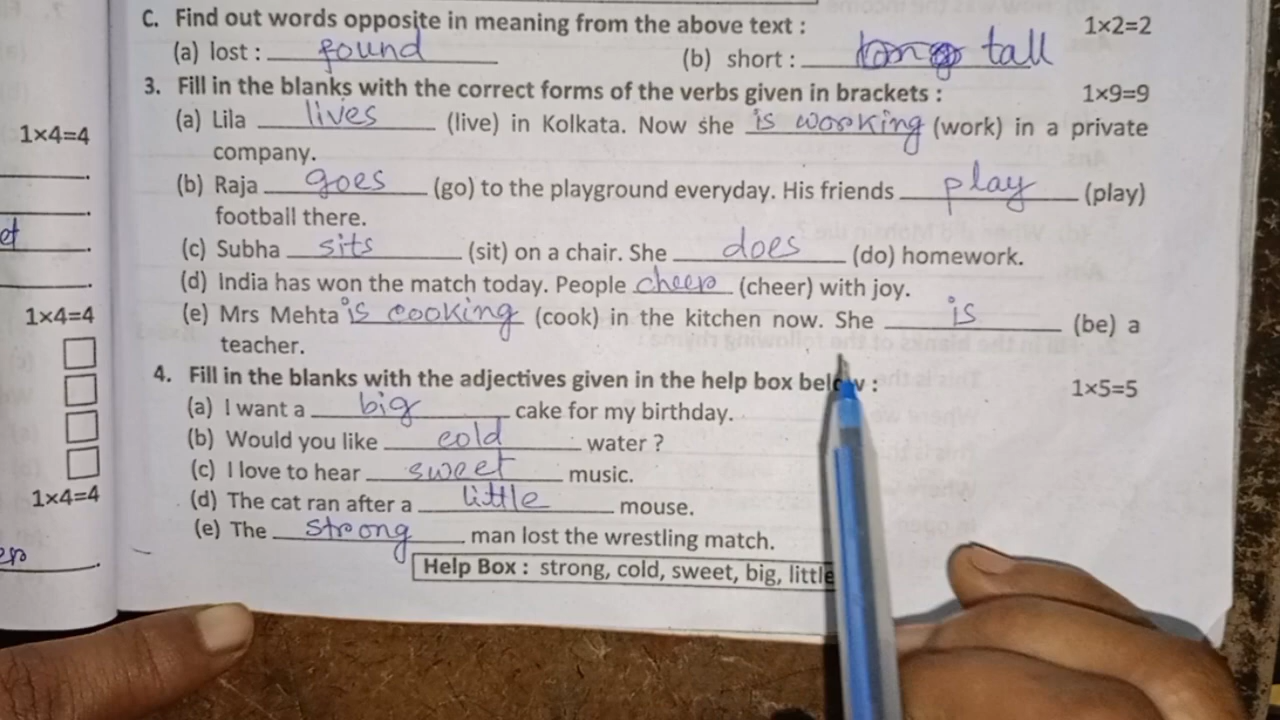 C. Find out words opposite in meaning from the above text : 1×2=2
(a) lost : found (b) short : tall
3. Fill in the blanks with the correct forms of the verbs given in brackets : 1×9=9
(a) Lila lives (live) in Kolkata. Now she is working (work) in a private
1×4=4
company.
(b) Raja goes (go) to the playground everyday. His friends play (play)
football there.
(c) Subha sits (sit) on a chair. She does (do) homework.
(d) India has won the match today. People cheer (cheer) with joy.
(e) Mrs Mehta is cooking (cook) in the kitchen now. She is (be) a
1×4=4
teacher.
4. Fill in the blanks with the adjectives given in the help box below : 1×5=5
(a) I want a big cake for my birthday.
(b) Would you like cold water ?
(c) I love to hear sweet music.
(d) The cat ran after a little mouse.
1×4=4
(e) The strong man lost the wrestling match.
Help Box : strong, cold, sweet, big, little